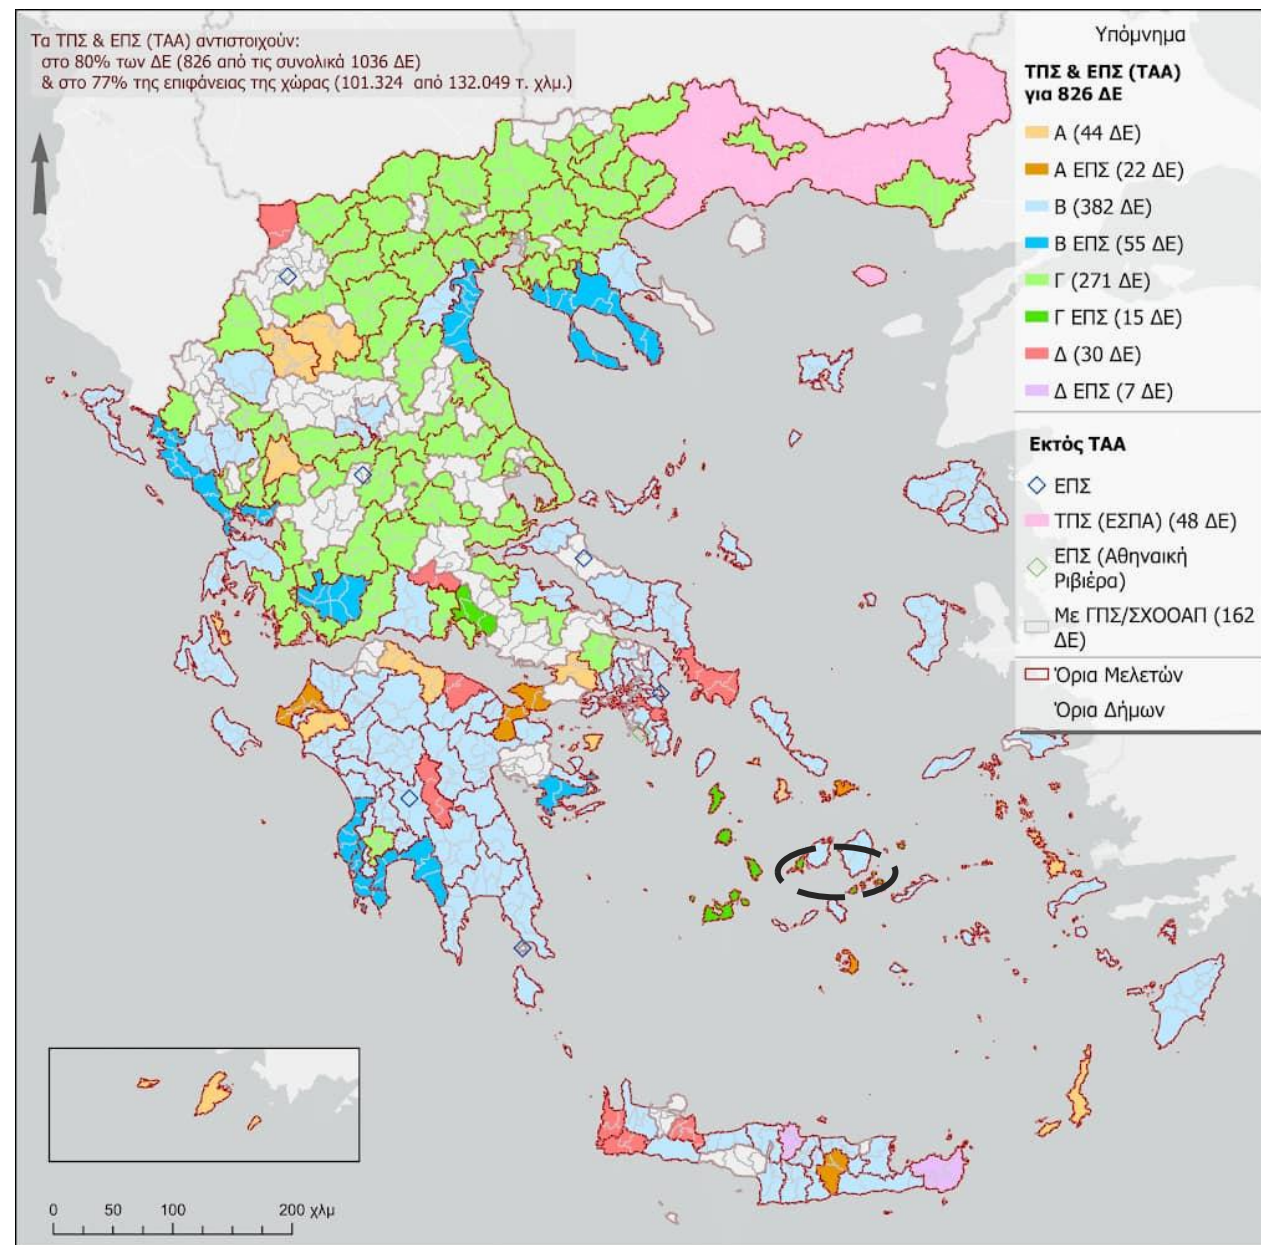 Τα ΤΠΣ & ΕΠΣ (ΤΑΑ) αντιστοιχούν:
στο 80% των ΔΕ (826 από τις συνολικά 1036 ΔΕ)
& στο 77% της επιφάνειας της χώρας (101.324 από 132.049 τ. χλμ.)
Υπόμνημα
ΤΠΣ & ΕΠΣ (ΤΑΑ)
για 826 ΔΕ
Α (44 ΔΕ)
Α ΕΠΣ (22 ΔΕ)
Β (382 ΔΕ)
Β ΕΠΣ (55 ΔΕ)
Γ (271 ΔΕ)
Γ ΕΠΣ (15 ΔΕ)
Δ (30 ΔΕ)
Δ ΕΠΣ (7 ΔΕ)
Εκτός ΤΑΑ
ΕΠΣ
ΤΠΣ (ΕΣΠΑ) (48 ΔΕ)
ΕΠΣ (Αθηναική
Ριβιέρα)
Με ΓΠΣ/ΣΧΟΟΑΠ (162
ΔΕ)
Όρια Μελετών
Όρια Δήμων
0 50 100 200 χλμ